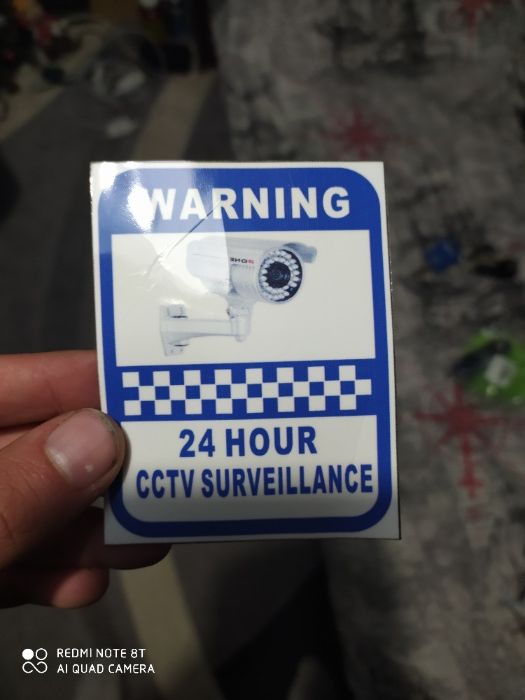 WARNING
24 HOUR
CCTV SURVEILLANCE
REDMI NOTE 8T
AI QUAD CAMERA